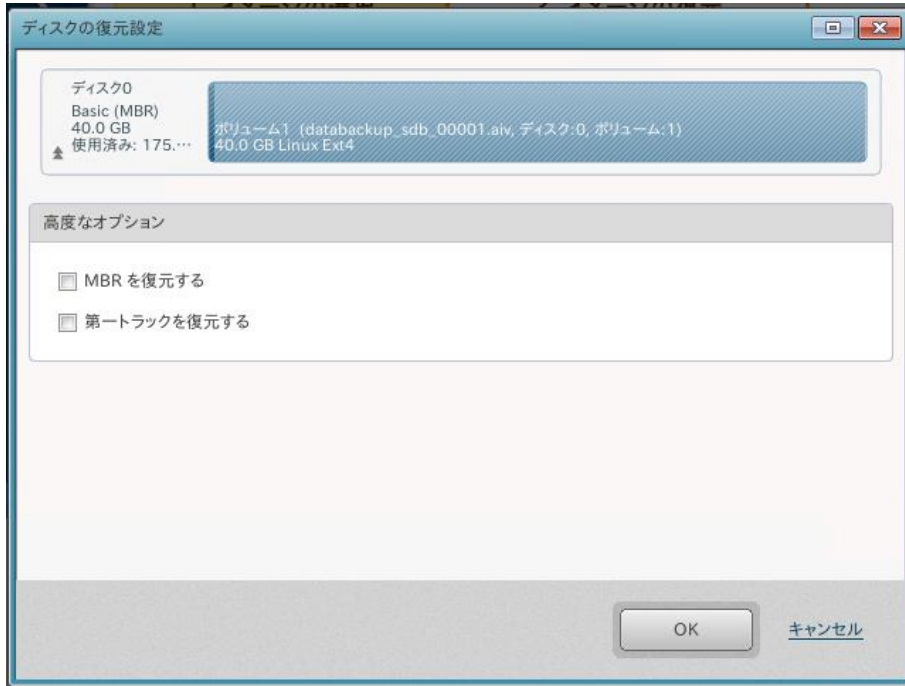 ディスクの復元設定
ディスク0
Basic (MBR)
40.0 GB
使用済み: 175.…
ボリューム1 (databackup_sdb_00001.aiv, ディスク:0, ボリューム:1)
40.0 GB Linux Ext4
高度なオプション
MBR を復元する
第一トラックを復元する
OK
キャンセル